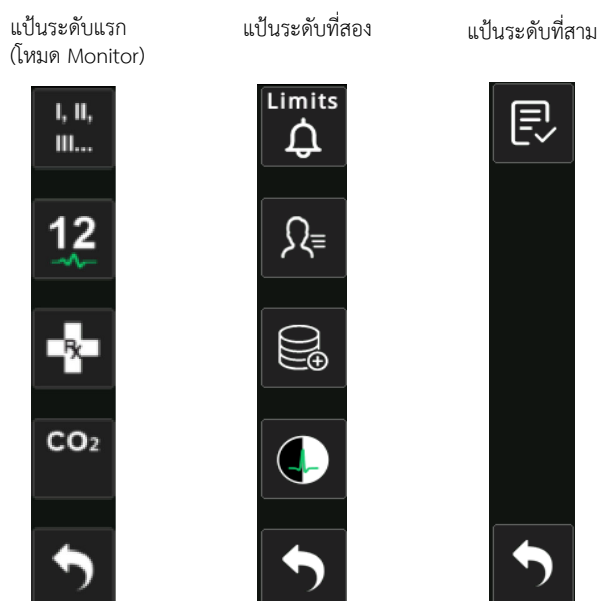 แป้นระดับแรก
(โหมด Monitor)
แป้นระดับที่สอง
แป้นระดับที่สาม
I, II,
III...
12
Rx
CO₂
Limits